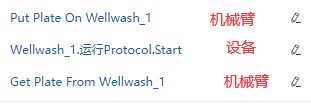 Put Plate On Wellwash_1 机械臂
Wellwash_1.运行Protocol.Start 设备
Get Plate From Wellwash_1 机械臂